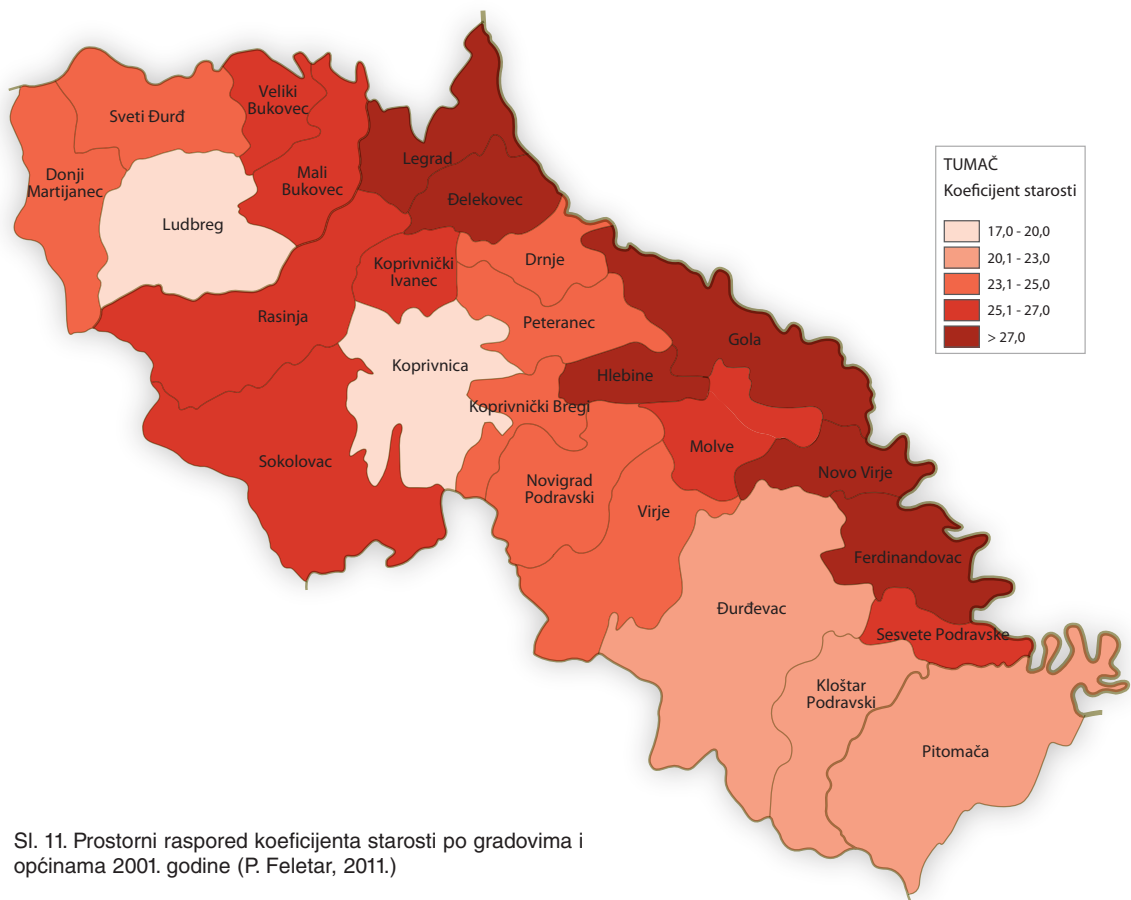 Veliki
Bukovec
Sveti Đurđ
Legrad
Donji
Martijanec
Mali
Bukovec
Đelekovec
Ludbreg
Drnje
Koprivnički
Ivanec
Rasinja
Peteranec
Gola
Koprivnica
Hlebine
Koprivnički Bregi
Molve
Sokolovac
Novo Virje
Novigrad
Podravski
Virje
Ferdinandovac
Đurđevac
Sesvete Podravske
Kloštar
Podravski
Pitomača
TUMAČ
Koeficijent starosti
17,0 - 20,0
20,1 - 23,0
23,1 - 25,0
25,1 - 27,0
> 27,0
Sl. 11. Prostorni raspored koeficijenta starosti po gradovima i
općinama 2001. godine (P. Feletar, 2011.)